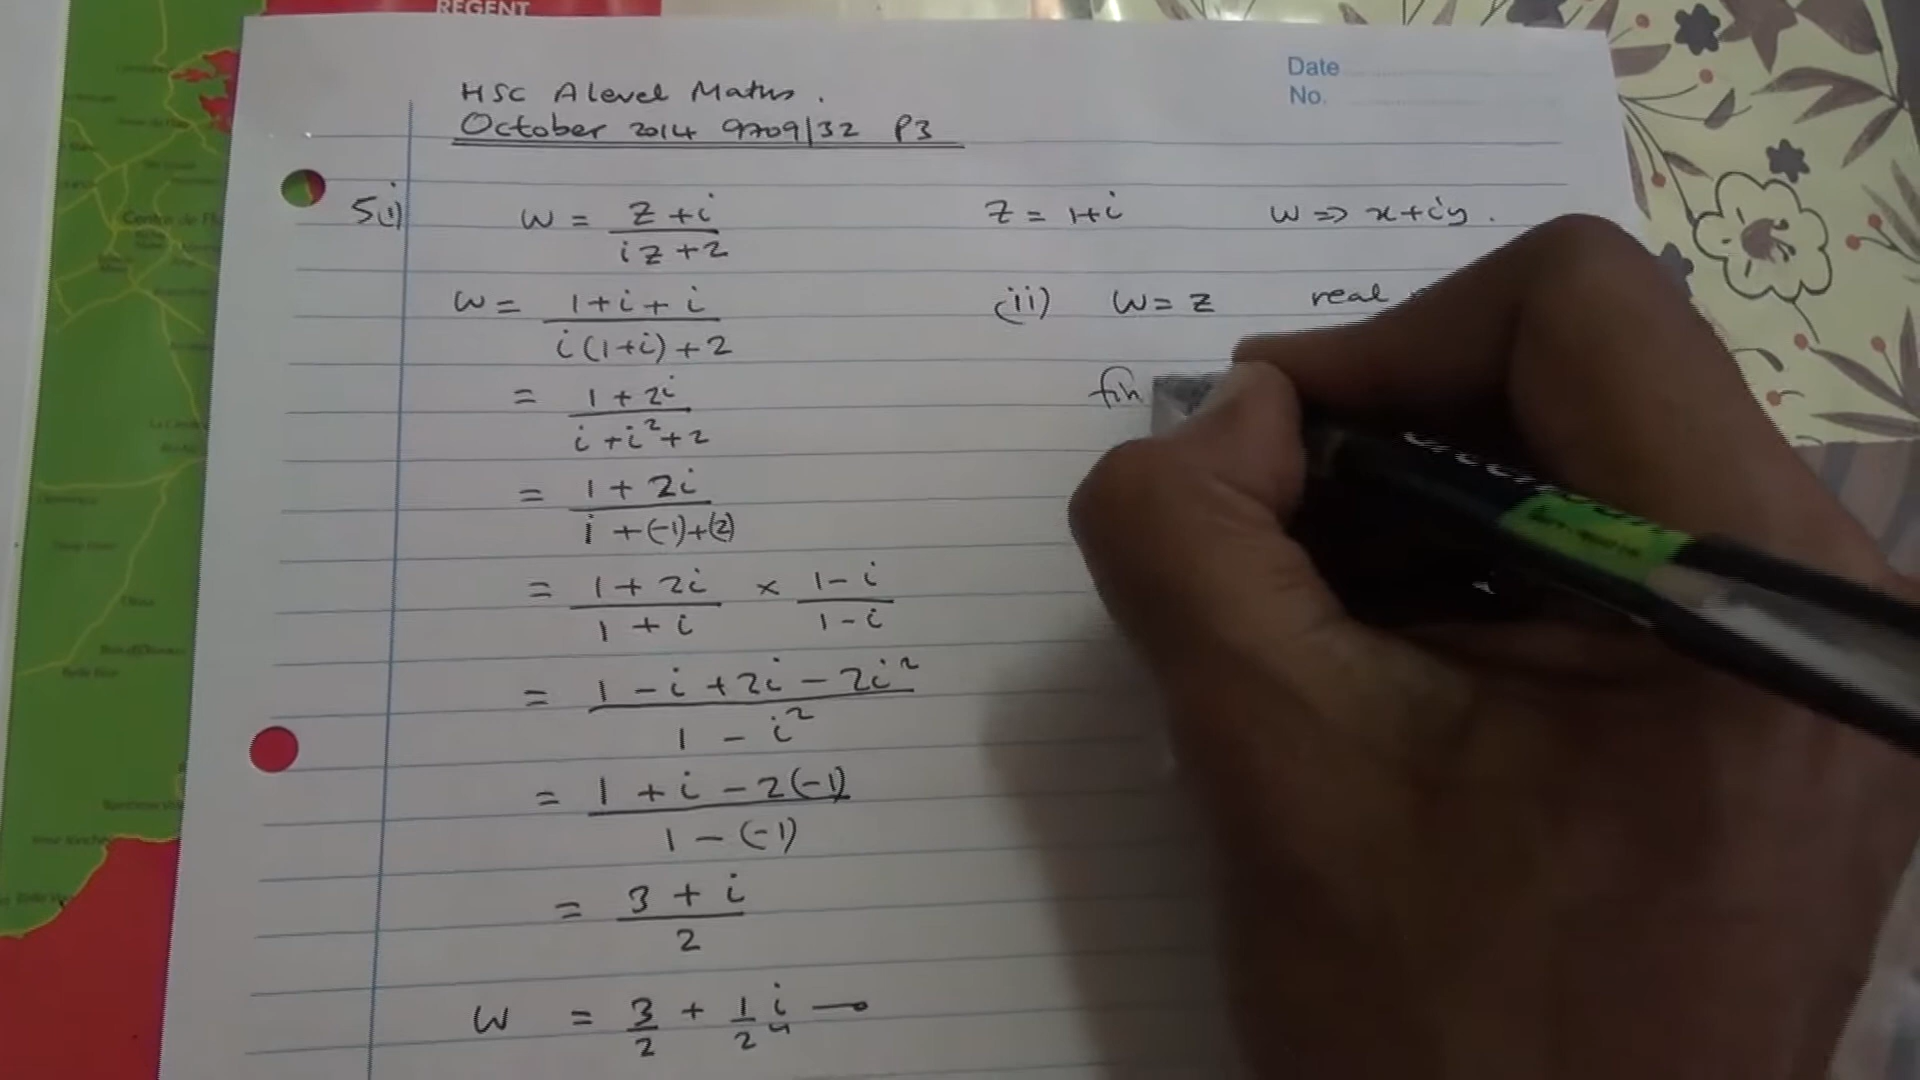 REGENT
Date
No.
HSC A level Maths.
October 2014 9709/32 P3
5(i) w = z+i / iz+2
z = 1+i w => x+iy.
w = 1+i+i / i(1+i)+2
(ii) w = z real
= 1+2i / i+i²+2
= 1+2i / i+(-1)+(2)
= 1+2i / 1+i × 1-i / 1-i
= 1-i+2i-2i² / 1-i²
= 1+i-2(-1) / 1-(-1)
= 3+i / 2
w = 3/2 + 1/2 i